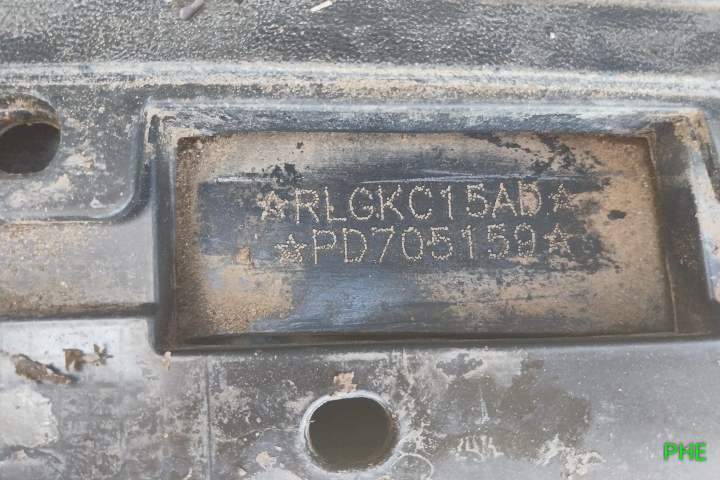 ☆RLGKC15AD☆
☆PD705159☆
PHE